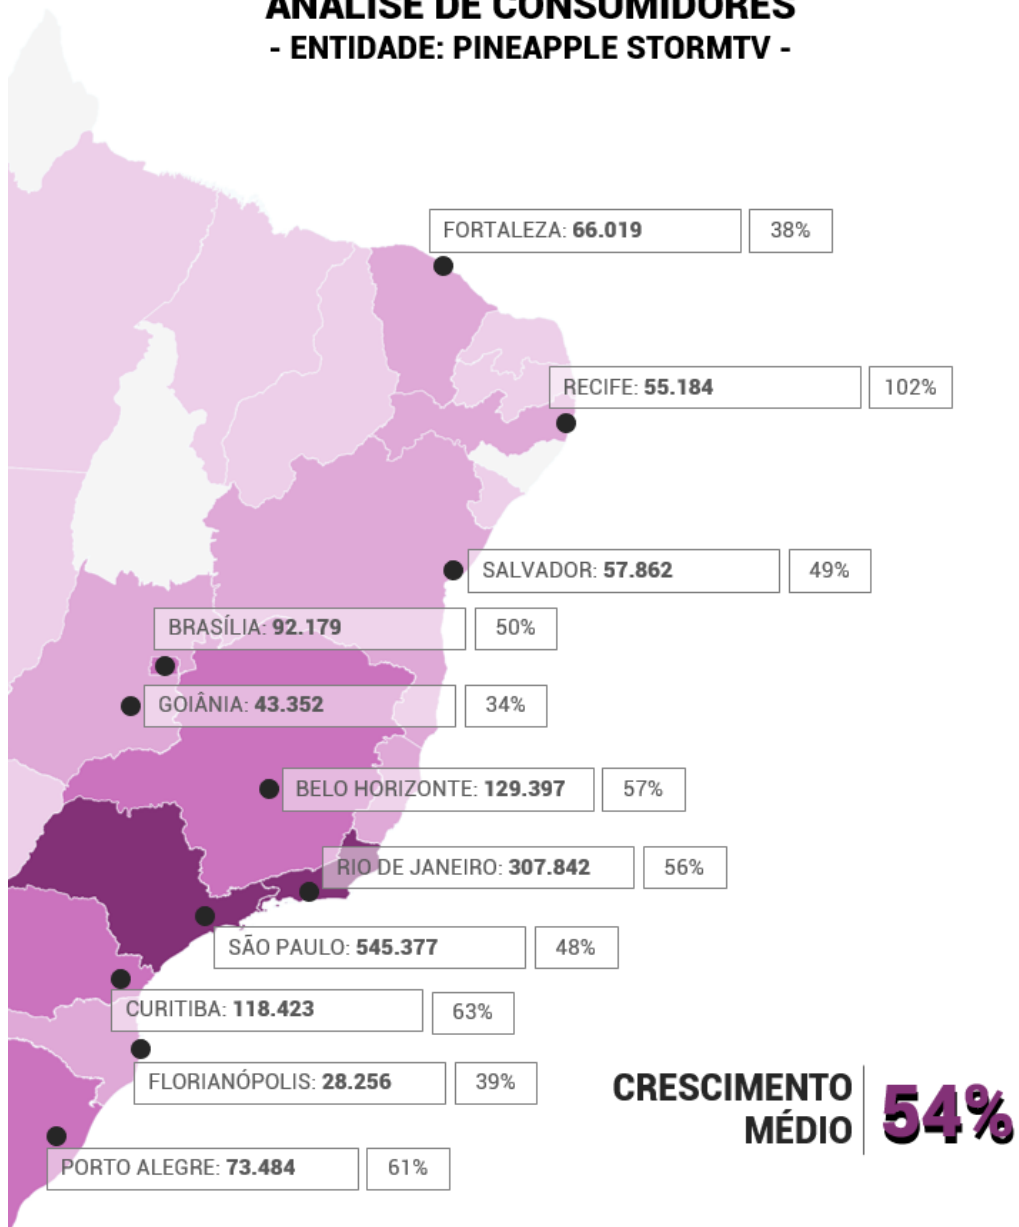 ANÁLISE DE CONSUMIDORES
- ENTIDADE: PINEAPPLE STORMTV -
FORTALEZA: 66.019 38%
RECIFE: 55.184 102%
SALVADOR: 57.862 49%
BRASÍLIA: 92.179 50%
GOIÂNIA: 43.352 34%
BELO HORIZONTE: 129.397 57%
RIO DE JANEIRO: 307.842 56%
SÃO PAULO: 545.377 48%
CURITIBA: 118.423 63%
FLORIANÓPOLIS: 28.256 39%
CRESCIMENTO
MÉDIO 54%
PORTO ALEGRE: 73.484 61%